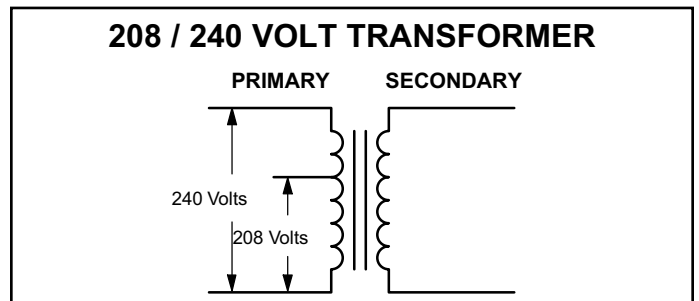 208 / 240 VOLT TRANSFORMER
PRIMARY SECONDARY
240 Volts
208 Volts